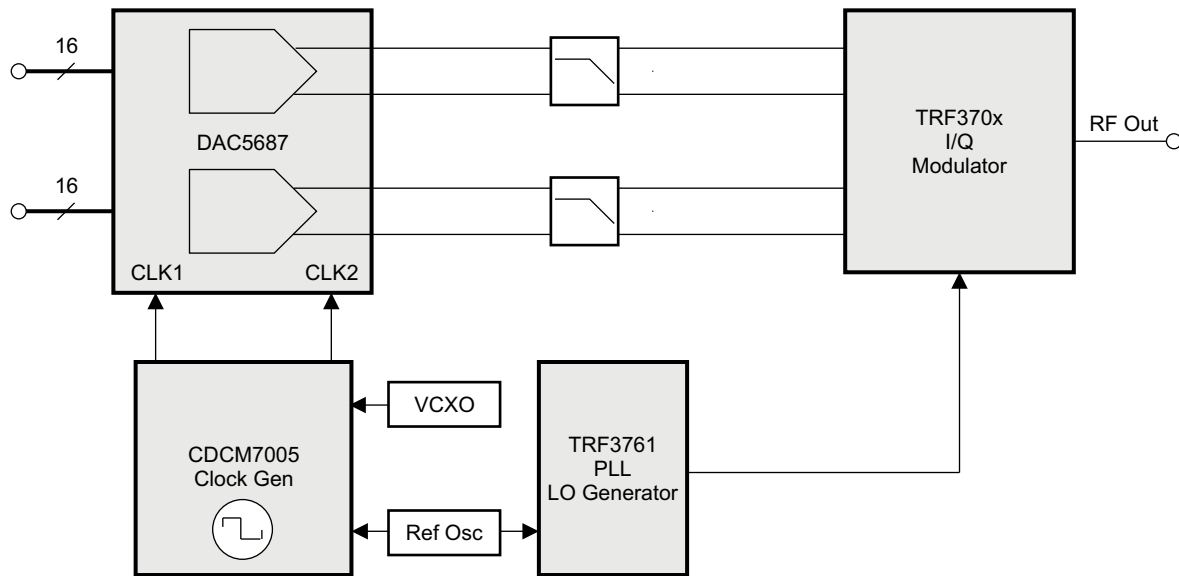 16
DAC5687
16
CLK1
CLK2
TRF370x
I/Q
Modulator
RF Out
CDCM7005
Clock Gen
VCXO
Ref Osc
TRF3761
PLL
LO Generator